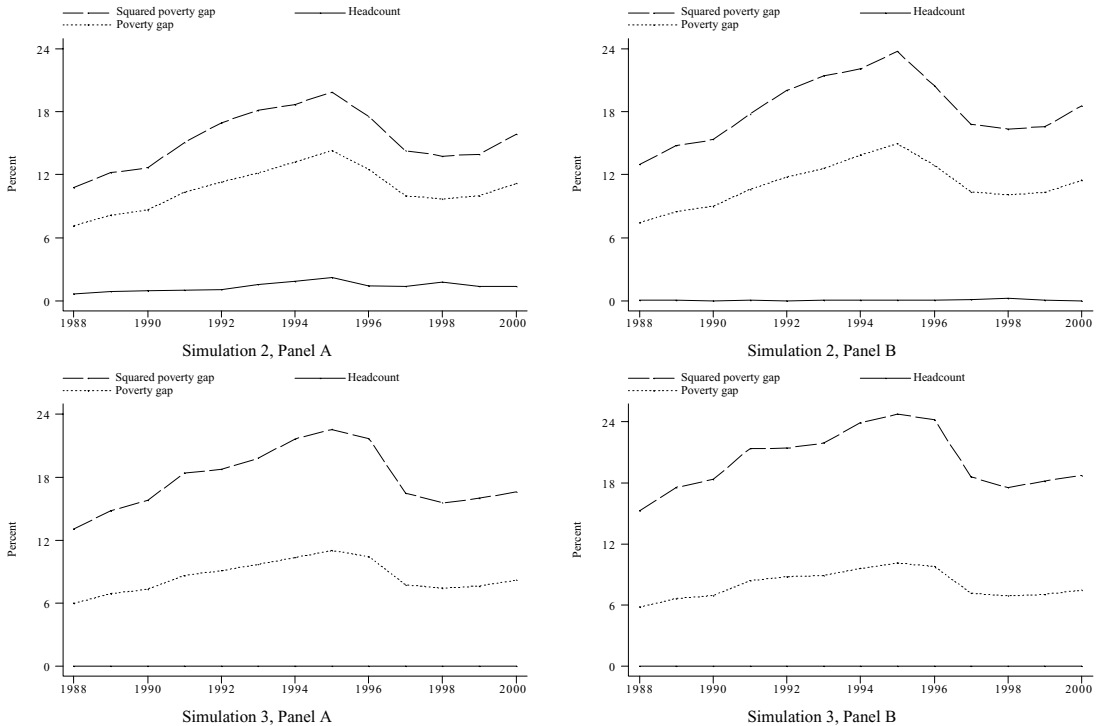 Squared poverty gap Headcount
Poverty gap
24
18
12
6
0
Percent
1988 1990 1992 1994 1996 1998 2000
Simulation 2, Panel A
Squared poverty gap Headcount
Poverty gap
24
18
12
6
0
Percent
1988 1990 1992 1994 1996 1998 2000
Simulation 2, Panel B
Squared poverty gap Headcount
Poverty gap
24
18
12
6
0
Percent
1988 1990 1992 1994 1996 1998 2000
Simulation 3, Panel A
Squared poverty gap Headcount
Poverty gap
24
18
12
6
0
Percent
1988 1990 1992 1994 1996 1998 2000
Simulation 3, Panel B